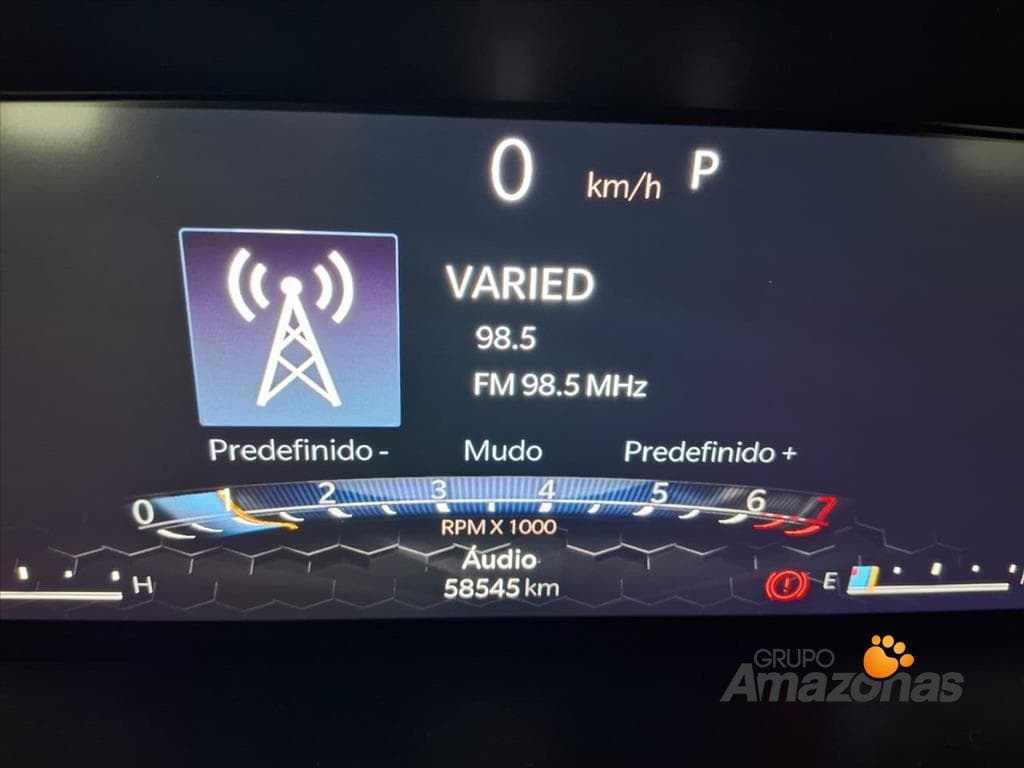 0 km/h P
VARIED
98.5
FM 98.5 MHz
Predefinido - Mudo Predefinido +
0 1 2 3 4 5 6 7
RPM X 1000
Áudio
H 58545 km E
GRUPO
Amazonas